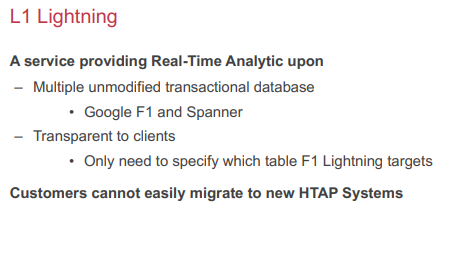 L1 Lightning
A service providing Real-Time Analytic upon
– Multiple unmodified transactional database
• Google F1 and Spanner
– Transparent to clients
• Only need to specify which table F1 Lightning targets
Customers cannot easily migrate to new HTAP Systems